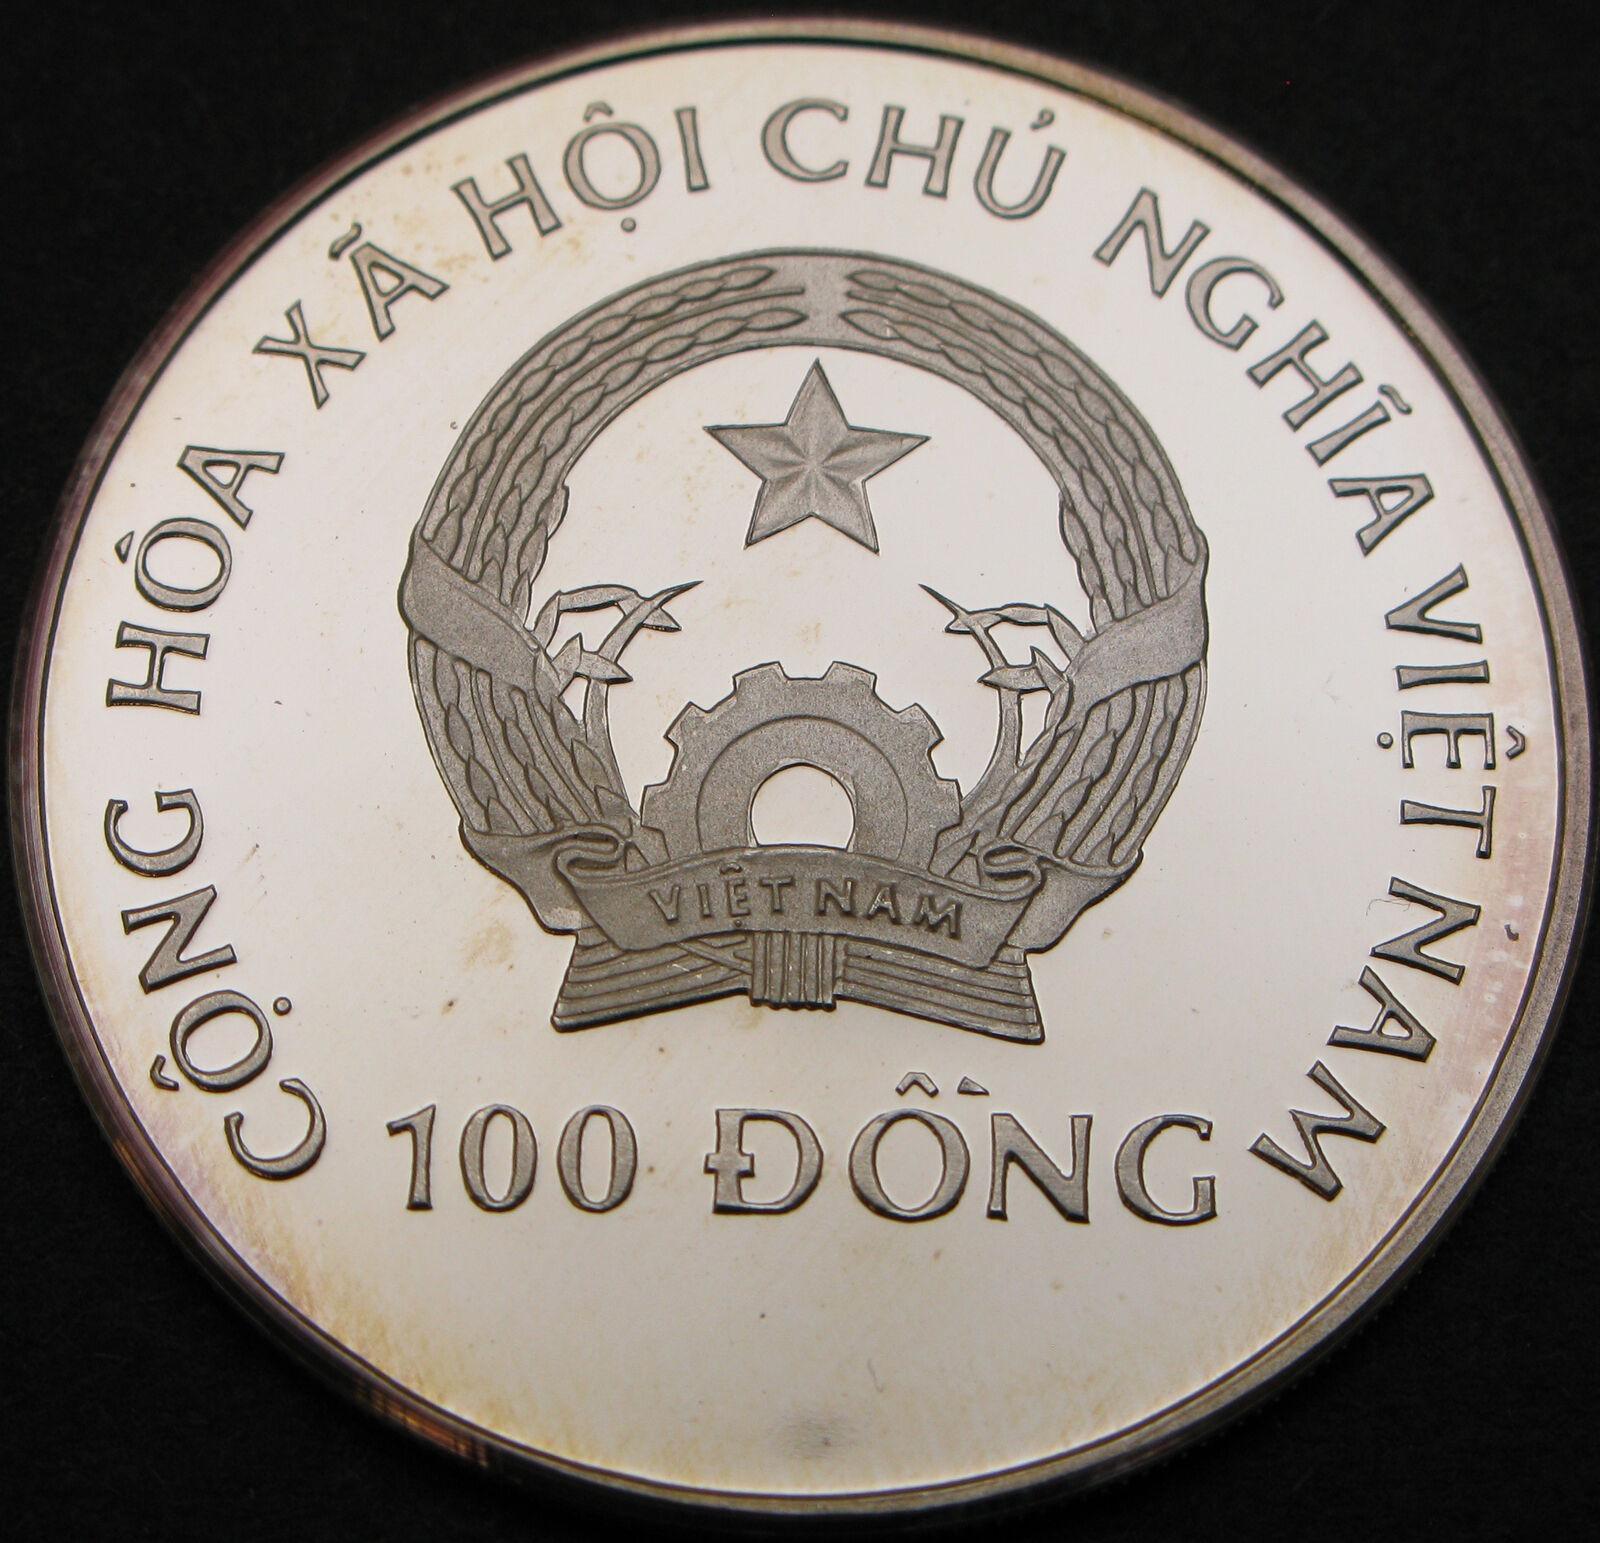 CỘNG HÒA XÃ HỘI CHỦ NGHĨA VIỆT NAM
VIỆT NAM
100 ĐỒNG